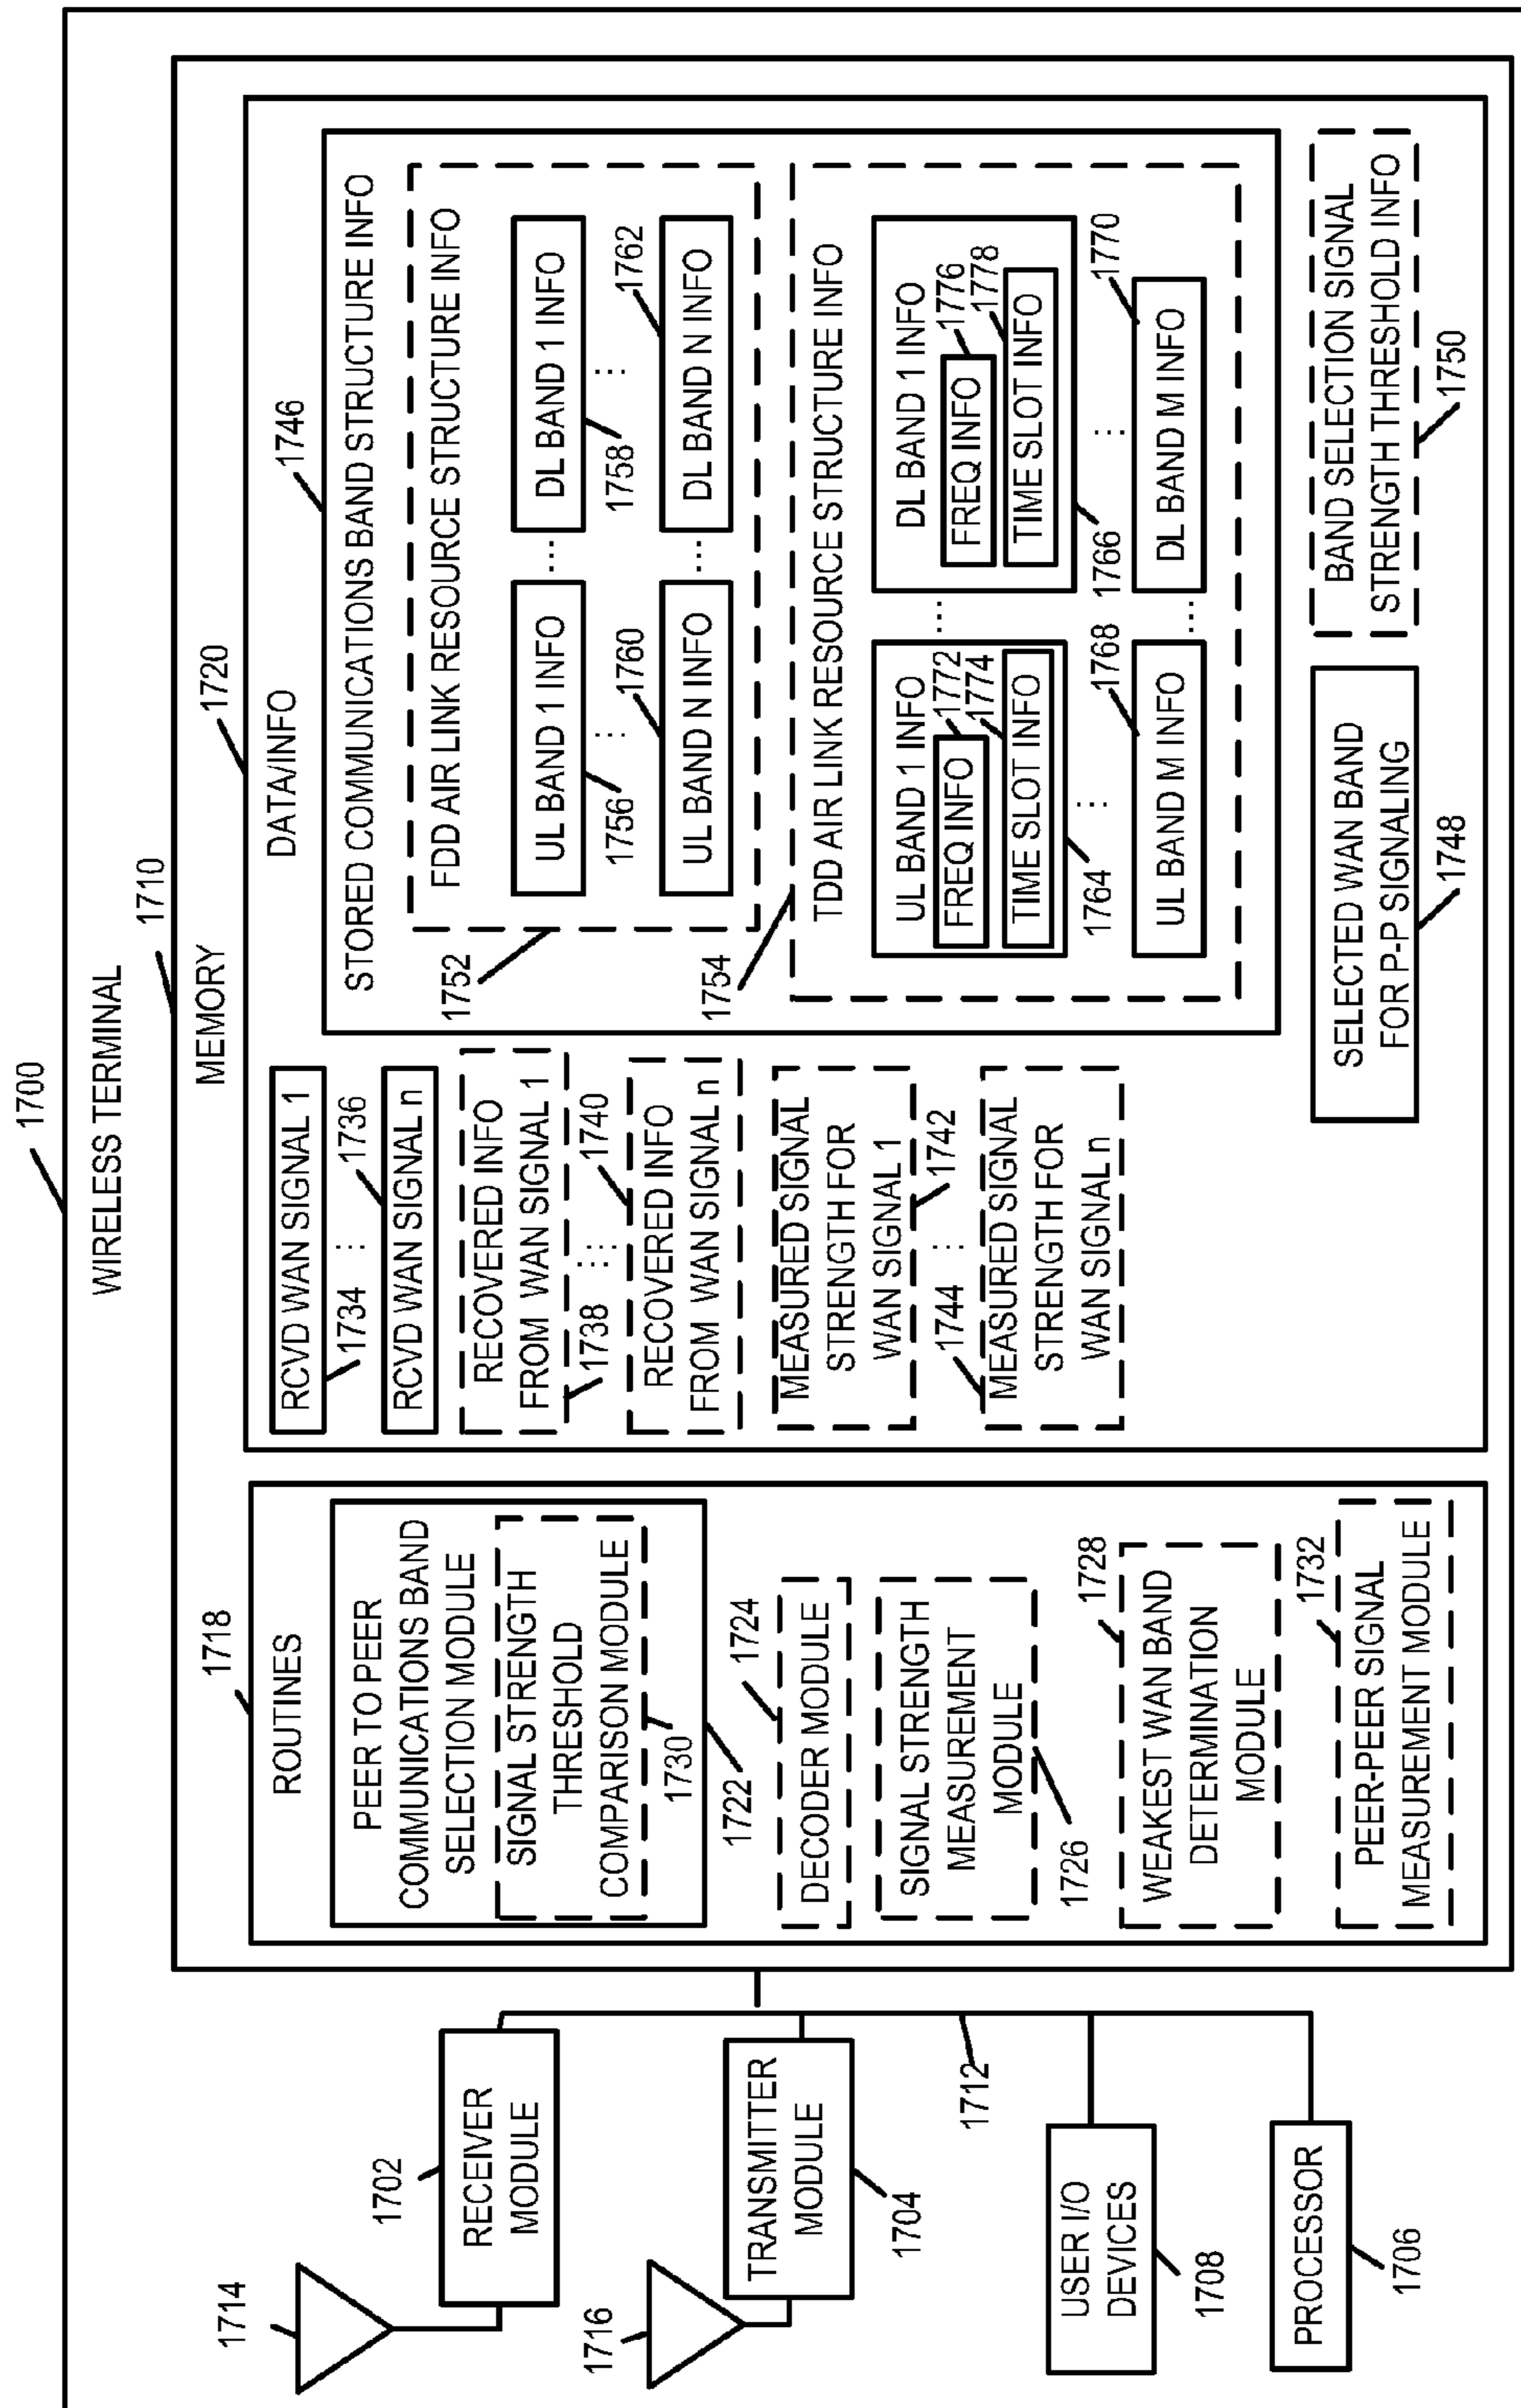 1700
WIRELESS TERMINAL
1714
1702
RECEIVER
MODULE
1716
TRANSMITTER
MODULE
1704
1712
USER I/O
DEVICES
1708
PROCESSOR
1706
1710
MEMORY
1718
ROUTINES
PEER TO PEER
COMMUNICATIONS BAND
SELECTION MODULE
SIGNAL STRENGTH
THRESHOLD
COMPARISON MODULE
1730
1722
1724
DECODER MODULE
SIGNAL STRENGTH
MEASUREMENT
MODULE
1726
1728
WEAKEST WAN BAND
DETERMINATION
MODULE
1732
PEER-PEER SIGNAL
MEASUREMENT MODULE
1720
DATA/INFO
RCVD WAN SIGNAL 1
1734
⋮
1736
RCVD WAN SIGNAL n
RECOVERED INFO
FROM WAN SIGNAL 1
1738
⋮
1740
RECOVERED INFO
FROM WAN SIGNAL n
MEASURED SIGNAL
STRENGTH FOR
WAN SIGNAL 1
1742
⋮
1744
MEASURED SIGNAL
STRENGTH FOR
WAN SIGNAL n
1746
STORED COMMUNICATIONS BAND STRUCTURE INFO
1752
FDD AIR LINK RESOURCE STRUCTURE INFO
UL BAND 1 INFO
...
DL BAND 1 INFO
1756
⋮
1760
1758
⋮
1762
UL BAND N INFO
...
DL BAND N INFO
1754
TDD AIR LINK RESOURCE STRUCTURE INFO
UL BAND 1 INFO
FREQ INFO
1772
TIME SLOT INFO
1774
...
DL BAND 1 INFO
FREQ INFO
1776
TIME SLOT INFO
1778
1764
⋮
1768
1766
⋮
1770
UL BAND M INFO
...
DL BAND M INFO
SELECTED WAN BAND
FOR P-P SIGNALING
1748
BAND SELECTION SIGNAL
STRENGTH THRESHOLD INFO
1750